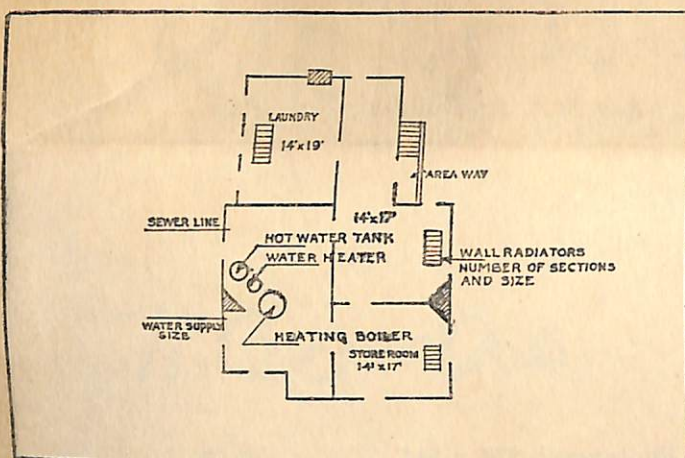 LAUNDRY
14'x19'
AREA WAY
14'x17'
SEWER LINE
HOT WATER TANK
WATER HEATER
WALL RADIATORS
NUMBER OF SECTIONS
AND SIZE
WATER SUPPLY
SIZE
HEATING BOILER
STORE ROOM
14'x17'